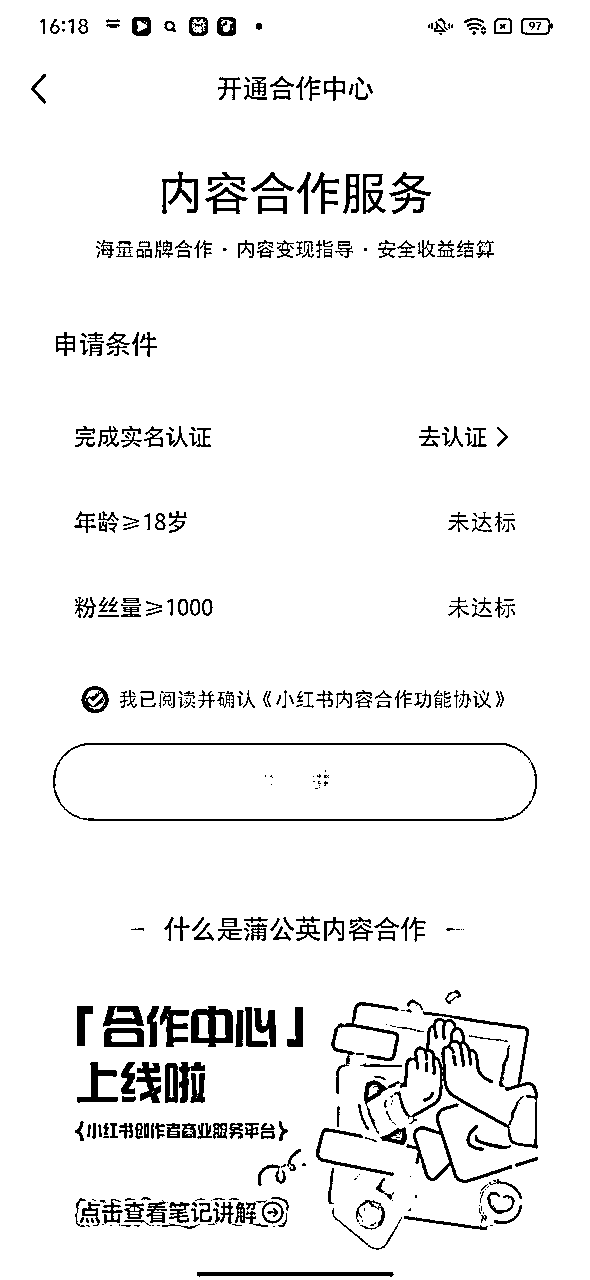 16:18
97
开通合作中心
内容合作服务
海量品牌合作 · 内容变现指导 · 安全收益结算
申请条件
完成实名认证 去认证
年龄≥18岁 未达标
粉丝量≥1000 未达标
我已阅读并确认《小红书内容合作功能协议》
什么是蒲公英内容合作
「合作中心」
上线啦
{小红书创作者商业服务平台}
点击查看笔记讲解